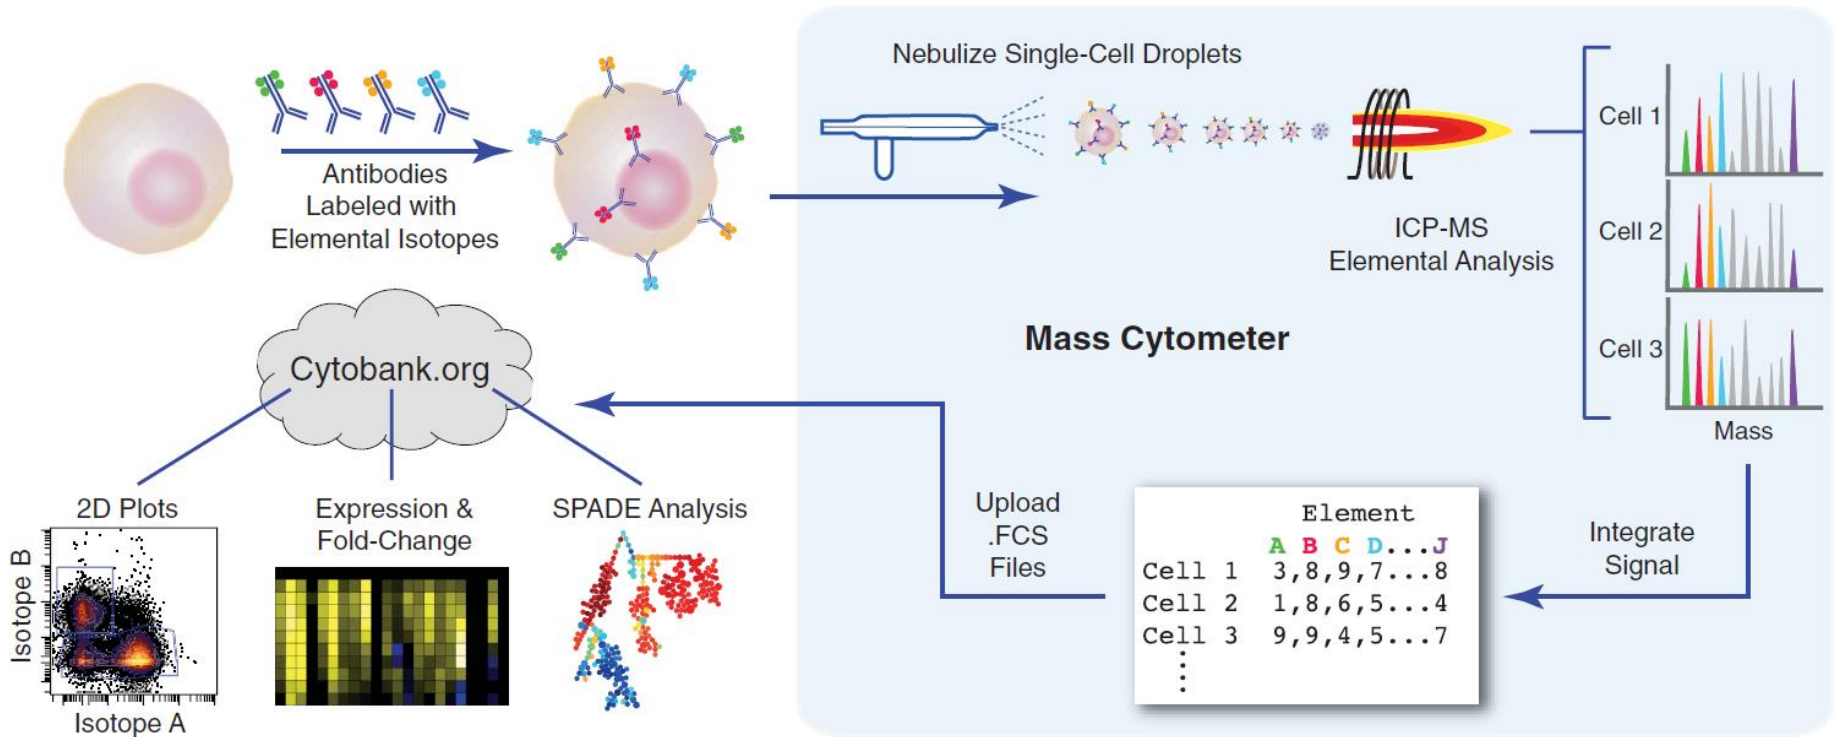 Antibodies
Labeled with
Elemental Isotopes
Nebulize Single-Cell Droplets
ICP-MS
Elemental Analysis
Cell 1
Cell 2
Cell 3
Mass
Mass Cytometer
Integrate
Signal
Element
A B C D...J
Cell 1 3,8,9,7...8
Cell 2 1,8,6,5...4
Cell 3 9,9,4,5...7
Upload
.FCS
Files
Cytobank.org
2D Plots
Isotope B
Isotope A
Expression &
Fold-Change
SPADE Analysis